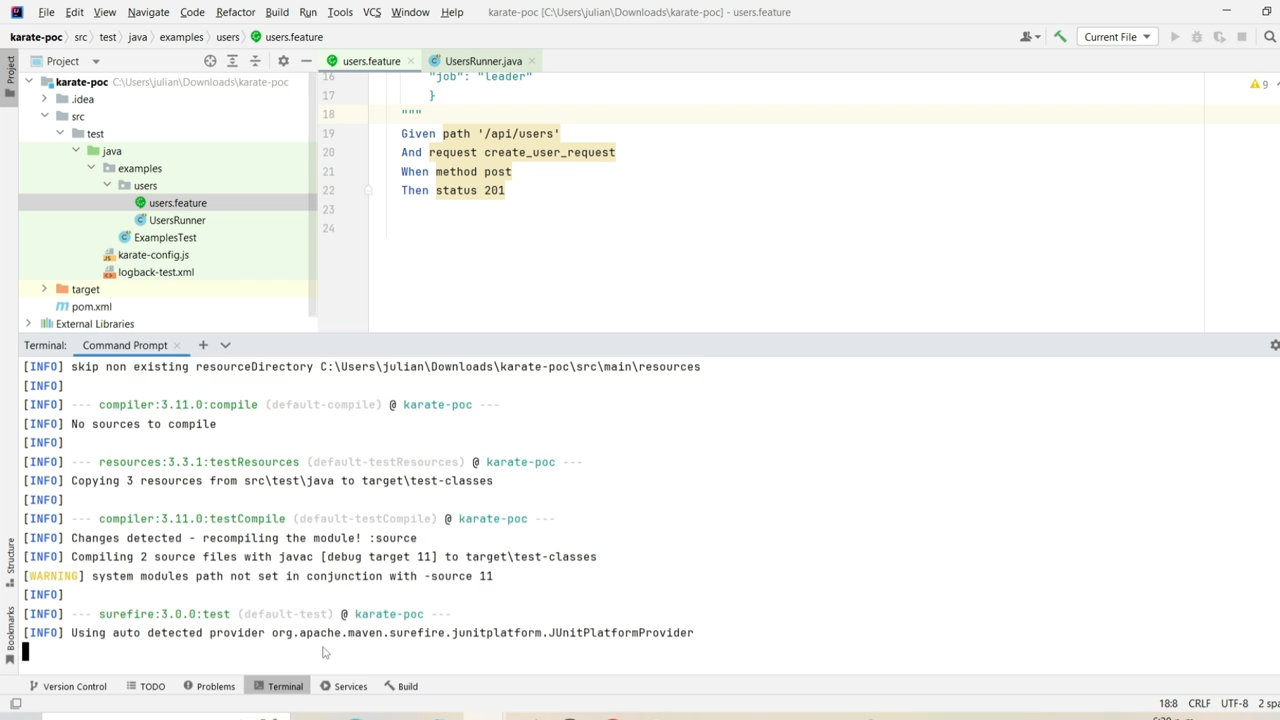 File Edit View Navigate Code Refactor Build Run Tools VCS Window Help karate-poc [C:\Users\julian\Downloads\karate-poc] - users.feature
karate-poc src test java examples users users.feature Current File
Project users.feature UsersRunner.java
Project
karate-poc C:\Users\julian\Downloads\karate-poc
.idea
src
test
java
examples
users
users.feature
UsersRunner
ExamplesTest
karate-config.js
logback-test.xml
target
pom.xml
External Libraries
16 "job": "leader"
17 }
18 """
19 Given path '/api/users'
20 And request create_user_request
21 When method post
22 Then status 201
23
24
9
Terminal: Command Prompt
[INFO] skip non existing resourceDirectory C:\Users\julian\Downloads\karate-poc\src\main\resources
[INFO]
[INFO] --- compiler:3.11.0:compile (default-compile) @ karate-poc ---
[INFO] No sources to compile
[INFO]
[INFO] --- resources:3.3.1:testResources (default-testResources) @ karate-poc ---
[INFO] Copying 3 resources from src\test\java to target\test-classes
[INFO]
[INFO] --- compiler:3.11.0:testCompile (default-testCompile) @ karate-poc ---
[INFO] Changes detected - recompiling the module! :source
[INFO] Compiling 2 source files with javac [debug target 11] to target\test-classes
[WARNING] system modules path not set in conjunction with -source 11
[INFO]
[INFO] --- surefire:3.0.0:test (default-test) @ karate-poc ---
[INFO] Using auto detected provider org.apache.maven.surefire.junitplatform.JUnitPlatformProvider
Structure
Bookmarks
Version Control TODO Problems Terminal Services Build
18:8 CRLF UTF-8 2 spa